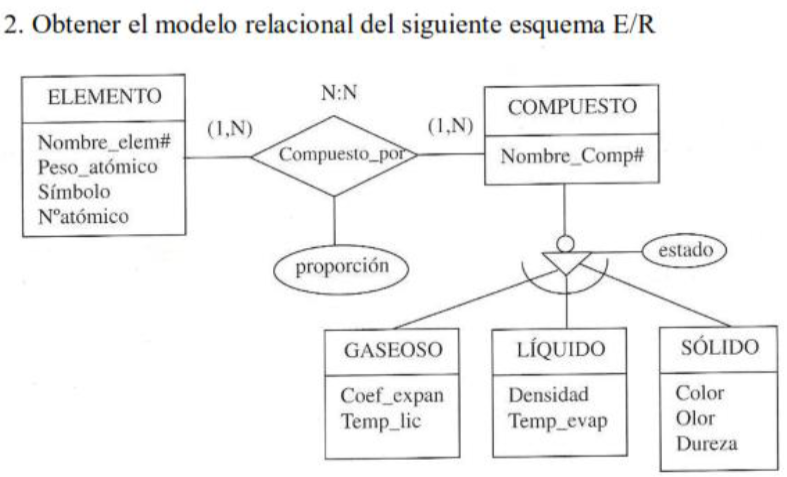 2. Obtener el modelo relacional del siguiente esquema E/R
N:N
ELEMENTO
Nombre_elem#
Peso_atómico
Símbolo
Nºatómico
(1,N)
Compuesto_por
(1,N)
COMPUESTO
Nombre_Comp#
proporción
estado
GASEOSO
Coef_expan
Temp_lic
LÍQUIDO
Densidad
Temp_evap
SÓLIDO
Color
Olor
Dureza